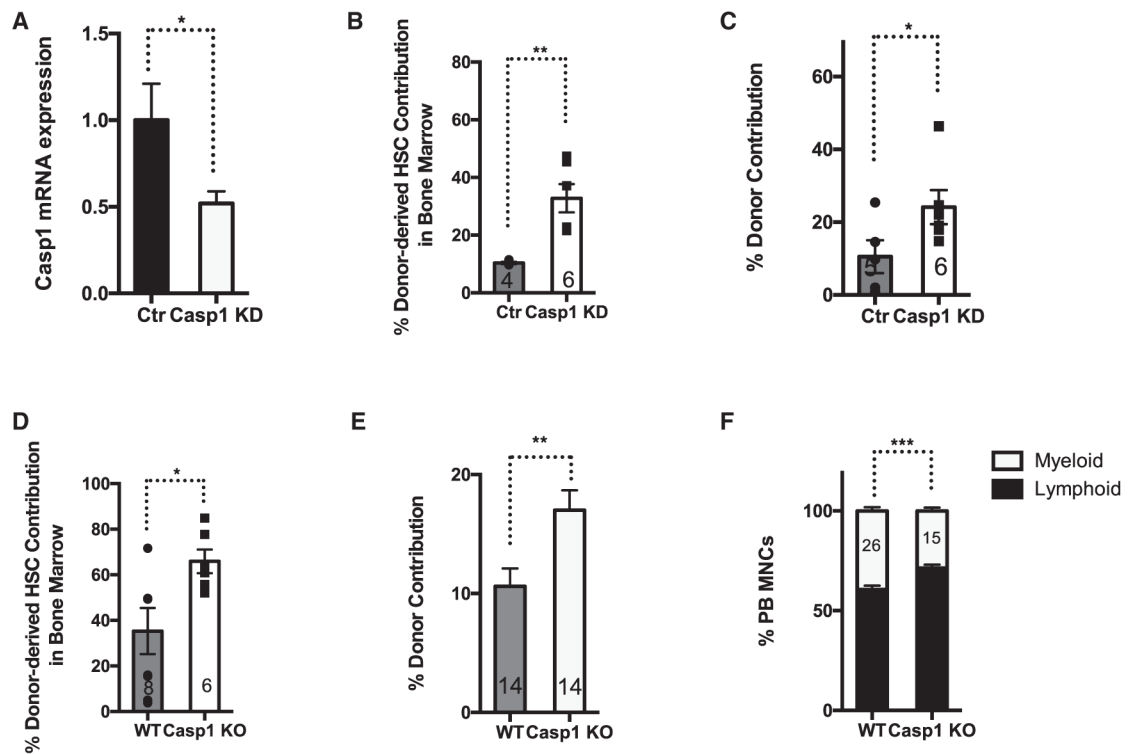 A
Casp1 mRNA expression
1.5
1.0
0.5
0.0
*
Ctr Casp1 KD
B
% Donor-derived HSC Contribution
in Bone Marrow
80
60
40
20
0
**
4
6
Ctr Casp1 KD
C
% Donor Contribution
60
40
20
0
*
6
Ctr Casp1 KD
D
% Donor-derived HSC Contribution
in Bone Marrow
100
80
60
40
20
0
*
8
6
WT Casp1 KO
E
% Donor Contribution
20
10
0
**
14
14
WT Casp1 KO
F
% PB MNCs
100
50
0
***
26
15
WT Casp1 KO
Myeloid
Lymphoid